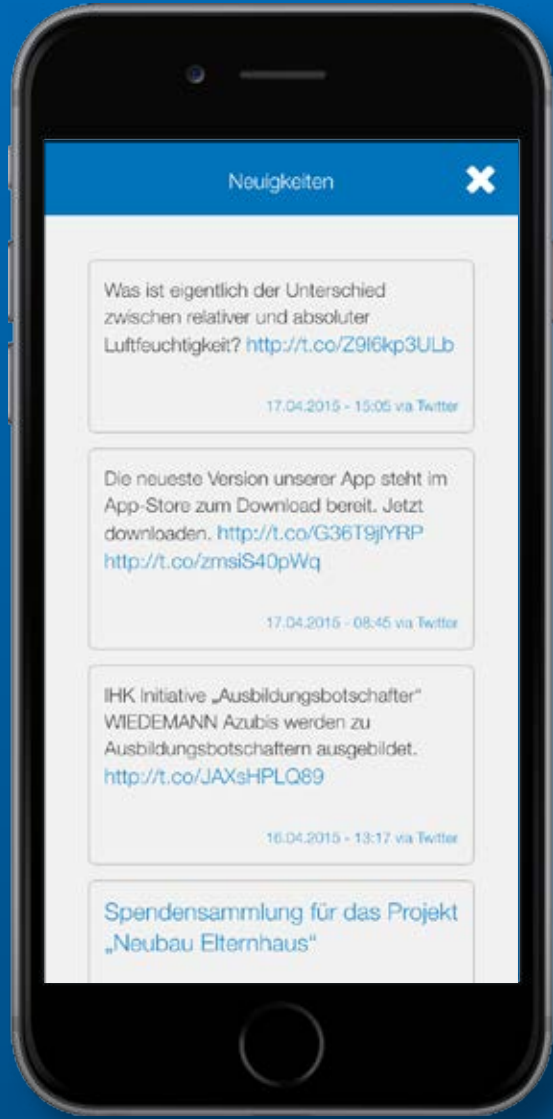 Neuigkeiten
Was ist eigentlich der Unterschied
zwischen relativer und absoluter
Luftfeuchtigkeit? http://t.co/Z9I6kp3ULb
17.04.2015 - 15:05 via Twitter
Die neueste Version unserer App steht im
App-Store zum Download bereit. Jetzt
downloaden. http://t.co/G36T9jlYRP
http://t.co/zmsiS40pWq
17.04.2015 - 08:45 via Twitter
IHK Initiative „Ausbildungsbotschafter“
WIEDEMANN Azubis werden zu
Ausbildungsbotschaftern ausgebildet.
http://t.co/JAXsHPLQ89
16.04.2015 - 13:17 via Twitter
Spendensammlung für das Projekt
„Neubau Elternhaus“